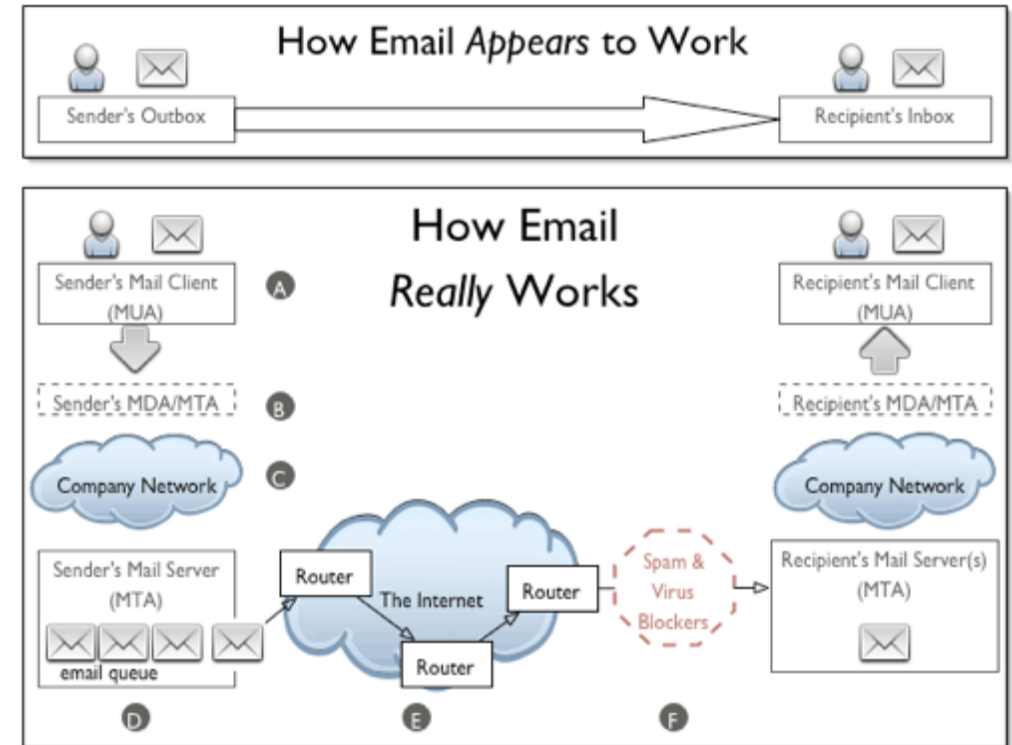 How Email Appears to Work
Sender's Outbox
Recipient's Inbox
How Email
Really Works
Sender's Mail Client
(MUA)
A
Recipient's Mail Client
(MUA)
Sender's MDA/MTA
B
Recipient's MDA/MTA
Company Network
C
Company Network
Sender's Mail Server
(MTA)
email queue
Router
The Internet
Router
Router
Spam &
Virus
Blockers
Recipient's Mail Server(s)
(MTA)
D
E
F